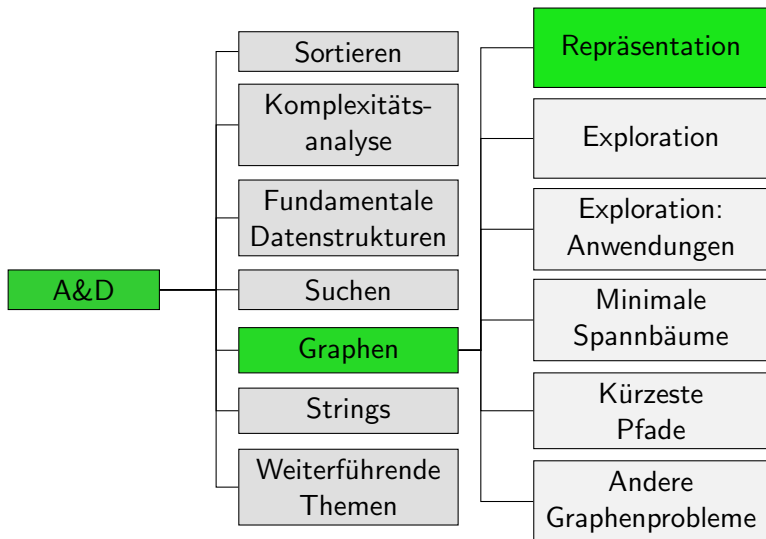 A&D
Sortieren
Komplexitäts-
analyse
Fundamentale
Datenstrukturen
Suchen
Graphen
Strings
Weiterführende
Themen
Repräsentation
Exploration
Exploration:
Anwendungen
Minimale
Spannbäume
Kürzeste
Pfade
Andere
Graphenprobleme